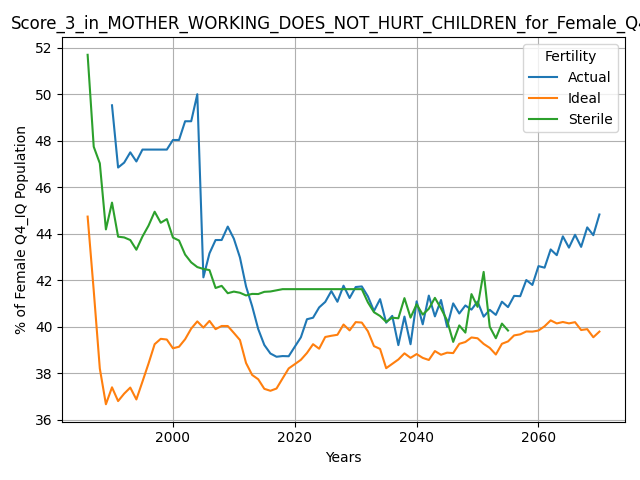 Score_3_in_MOTHER_WORKING_DOES_NOT_HURT_CHILDREN_for_Female_Q4
Fertility
Actual
Ideal
Sterile
% of Female Q4_IQ Population
52
50
48
46
44
42
40
38
36
2000
2020
2040
2060
Years